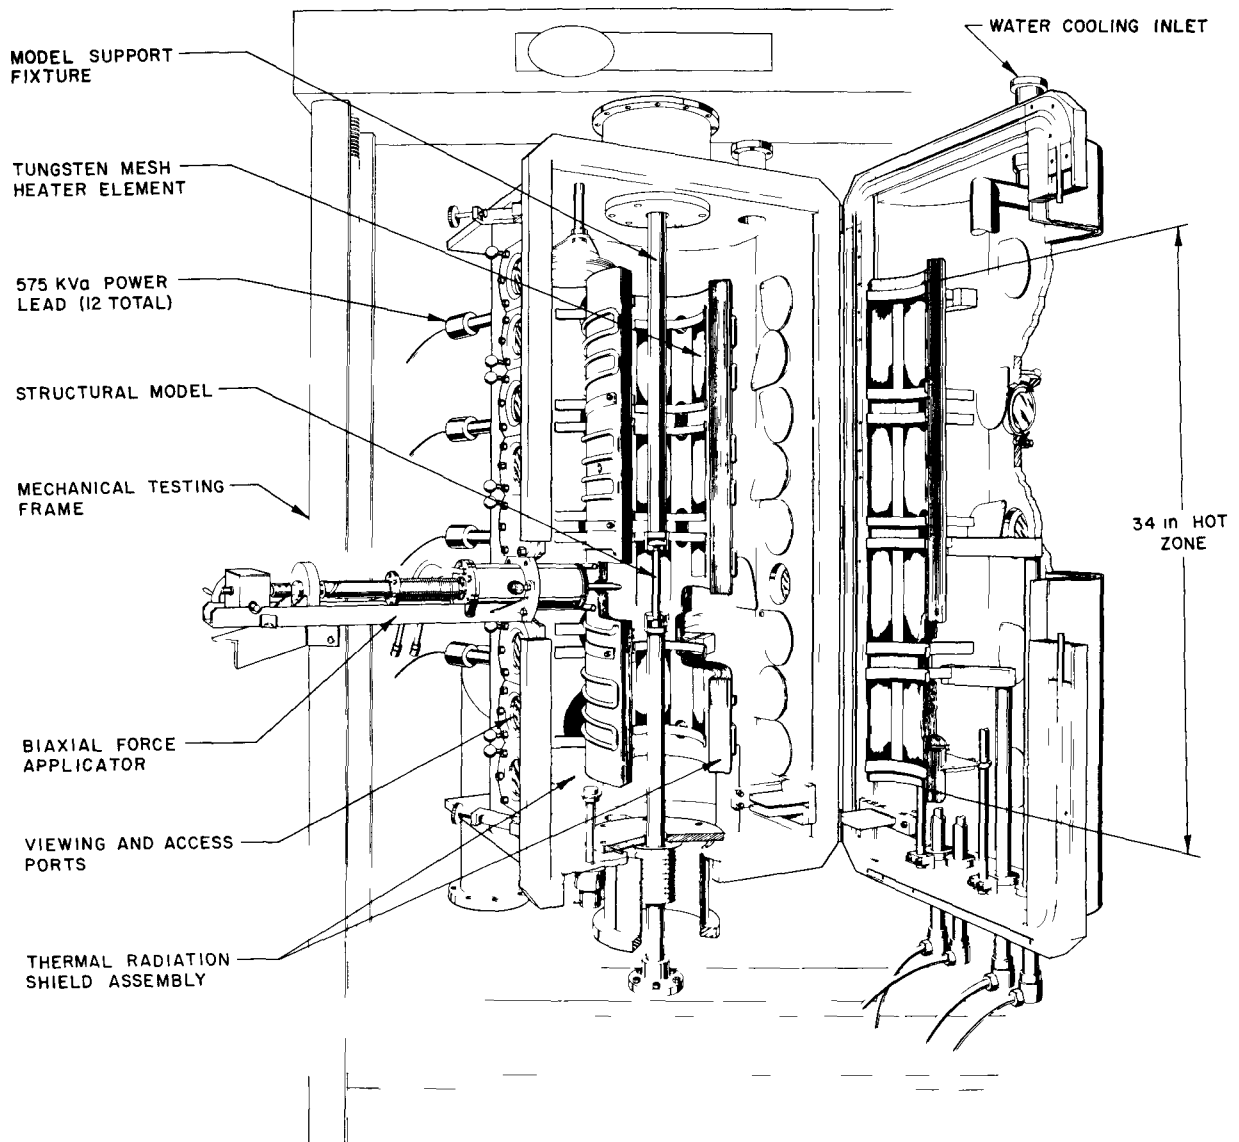 MODEL SUPPORT
FIXTURE
WATER COOLING INLET
TUNGSTEN MESH
HEATER ELEMENT
575 KVa POWER
LEAD (12 TOTAL)
STRUCTURAL MODEL
MECHANICAL TESTING
FRAME
34 in HOT
ZONE
BIAXIAL FORCE
APPLICATOR
VIEWING AND ACCESS
PORTS
THERMAL RADIATION
SHIELD ASSEMBLY